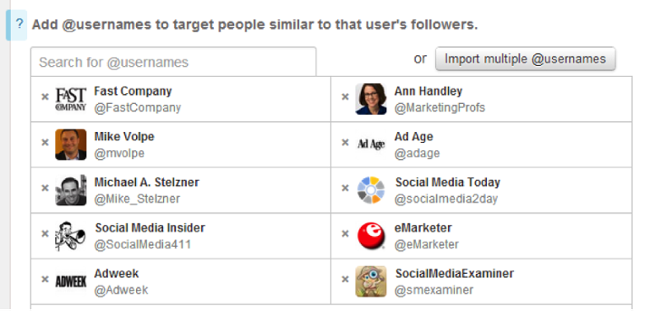 ? Add @usernames to target people similar to that user's followers.
Search for @usernames
or Import multiple @usernames
× FAST COMPANY Fast Company
@FastCompany
× Ann Handley
@MarketingProfs
× Mike Volpe
@mvolpe
× Ad Age Ad Age
@adage
× Michael A. Stelzner
@Mike_Stelzner
× Social Media Today
@socialmedia2day
× Social Media Insider
@SocialMedia411
× e eMarketer
@eMarketer
× ADWEEK Adweek
@Adweek
× SocialMediaExaminer
@smexaminer